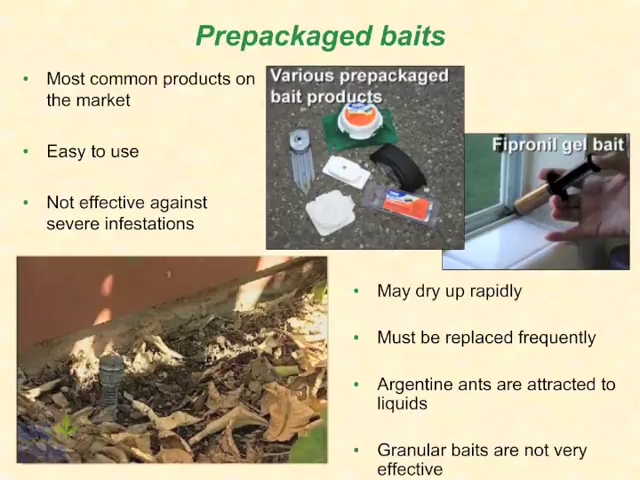 Prepackaged baits
• Most common products on
the market
• Easy to use
• Not effective against
severe infestations
Various prepackaged
bait products
Fipronil gel bait
• May dry up rapidly
• Must be replaced frequently
• Argentine ants are attracted to
liquids
• Granular baits are not very
effective